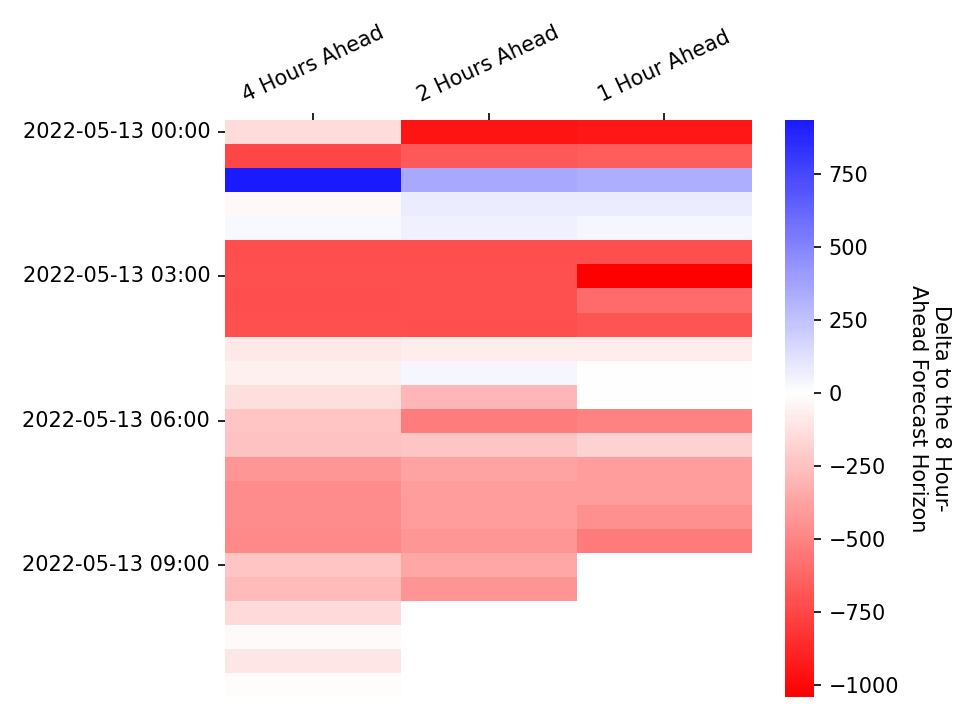 4 Hours Ahead
2 Hours Ahead
1 Hour Ahead
2022-05-13 00:00
2022-05-13 03:00
2022-05-13 06:00
2022-05-13 09:00
750
500
250
0
−250
−500
−750
−1000
Delta to the 8 Hour-
Ahead Forecast Horizon